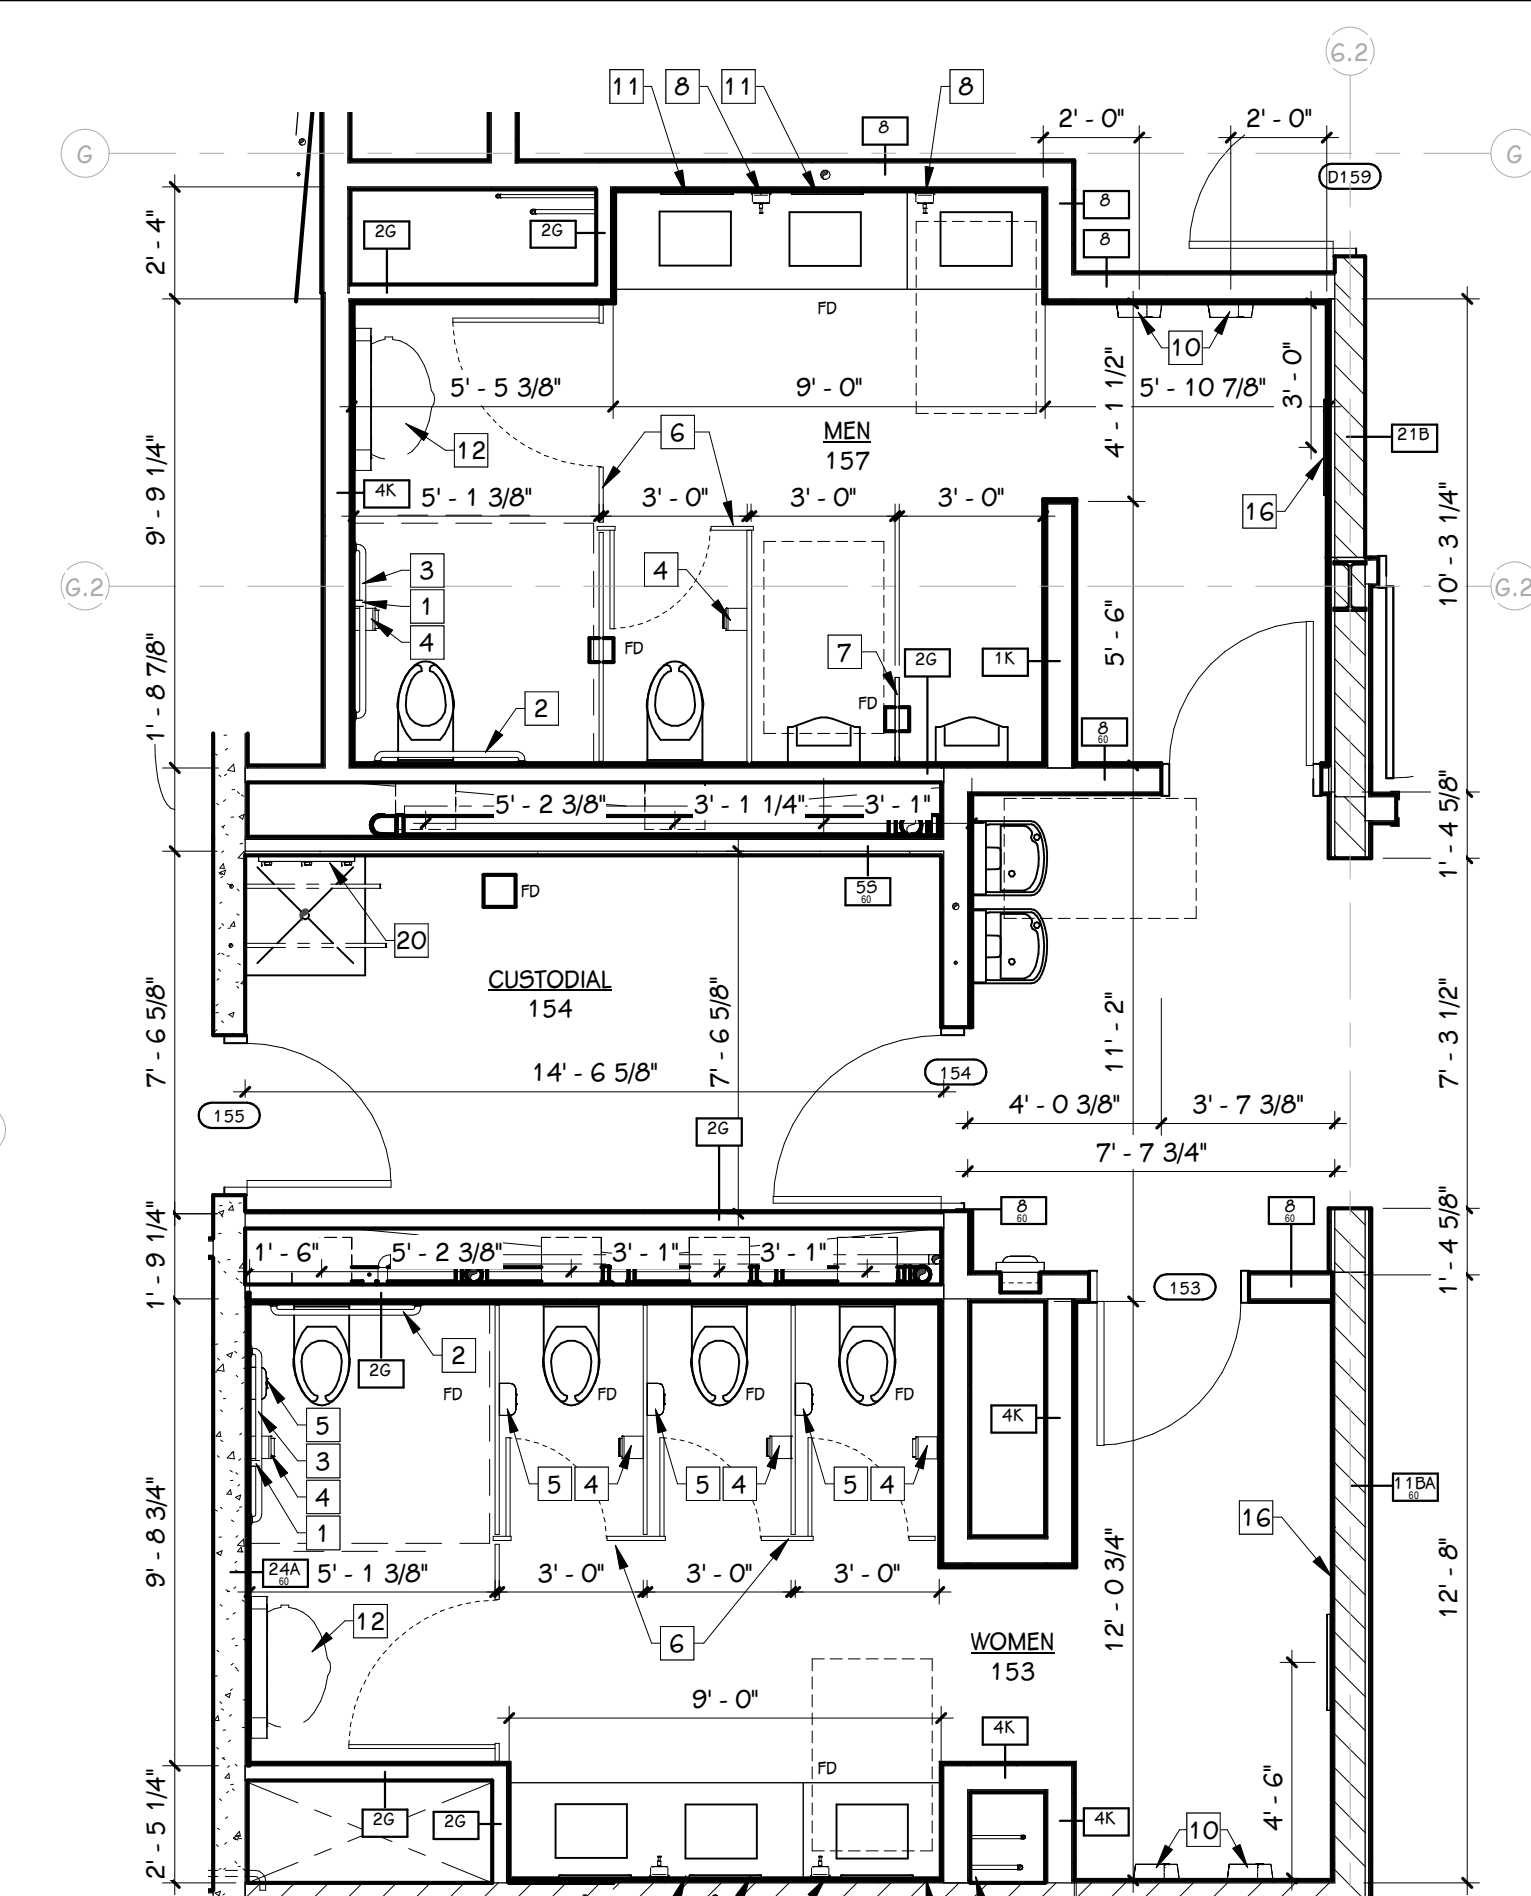 6.2
11 8 11 8
2' - 0" 2' - 0"
8
G G
D159
8
2G 2G
8
2' - 4"
FD
10
5' - 5 3/8" 9' - 0" 4' - 1 1/2" 5' - 10 7/8" 3' - 0"
MEN
157
6
12
21B
9' - 9 1/4"
4K
5' - 1 3/8" 3' - 0" 3' - 0" 3' - 0"
16
10' - 3 1/4"
3
4
G.2 G.2
1
4
FD
5' - 6"
7
2G
1K
1' - 8 7/8"
2
FD
8
60
5' - 2 3/8" 3' - 1 1/4" 3' - 1"
1' - 4 5/8"
FD
5S
60
20
CUSTODIAL
154
7' - 6 5/8" 7' - 6 5/8" 11' - 2" 7' - 3 1/2"
14' - 6 5/8"
154
155
4' - 0 3/8" 3' - 7 3/8"
2G
7' - 7 3/4"
8
60
8
60
1' - 9 1/4"
1' - 6" 5' - 2 3/8" 3' - 1" 3' - 1"
1' - 4 5/8"
153
2
2G
FD FD FD FD
5
3
4
1
4K
5 4 5 4 5 4
11BA
60
16
9' - 8 3/4"
24A
60
5' - 1 3/8" 3' - 0" 3' - 0" 3' - 0"
12' - 0 3/4" 12' - 8"
12
6
WOMEN
153
9' - 0"
4K
FD
2' - 5 1/4"
2G 2G
4K
10
4' - 6"